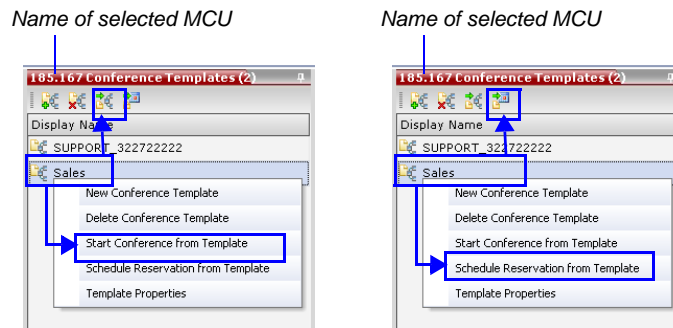 Name of selected MCU
185.167 Conference Templates (2)
Display Name
SUPPORT_322722222
Sales
New Conference Template
Delete Conference Template
Start Conference from Template
Schedule Reservation from Template
Template Properties
Name of selected MCU
185.167 Conference Templates (2)
Display Name
SUPPORT_322722222
Sales
New Conference Template
Delete Conference Template
Start Conference from Template
Schedule Reservation from Template
Template Properties